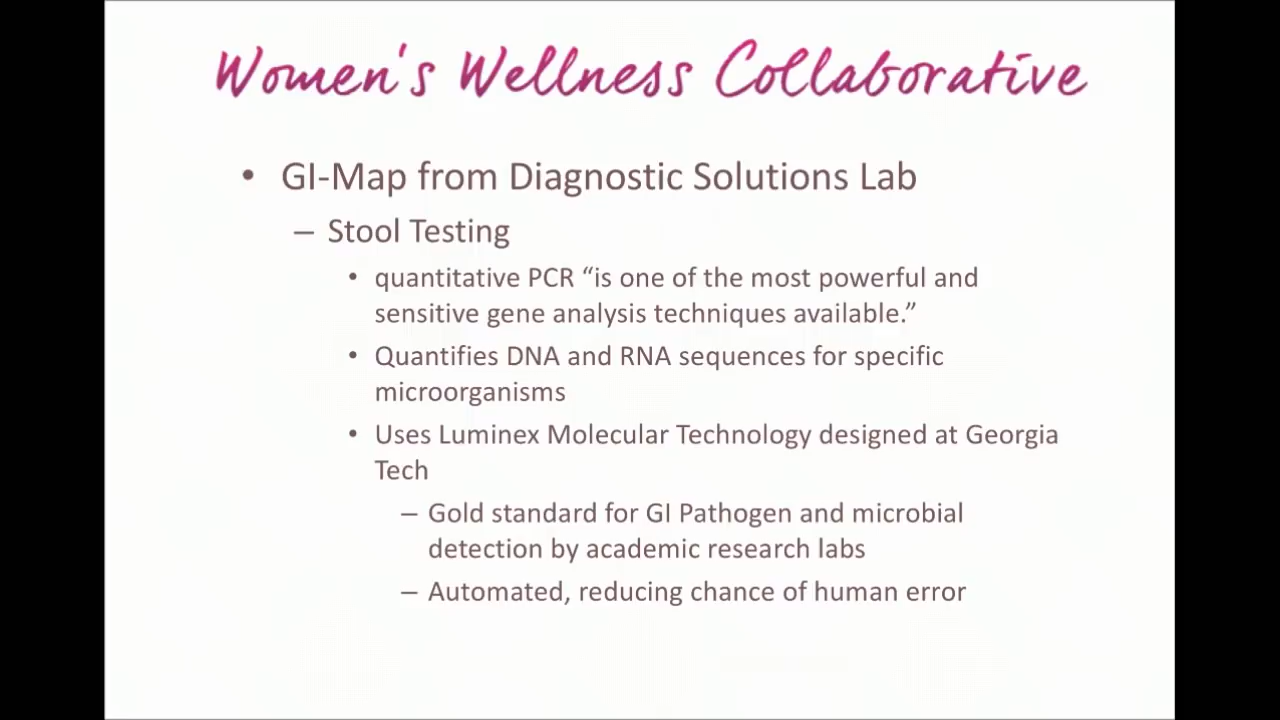 Women's Wellness Collaborative
• GI-Map from Diagnostic Solutions Lab
– Stool Testing
• quantitative PCR “is one of the most powerful and
sensitive gene analysis techniques available.”
• Quantifies DNA and RNA sequences for specific
microorganisms
• Uses Luminex Molecular Technology designed at Georgia
Tech
– Gold standard for GI Pathogen and microbial
detection by academic research labs
– Automated, reducing chance of human error